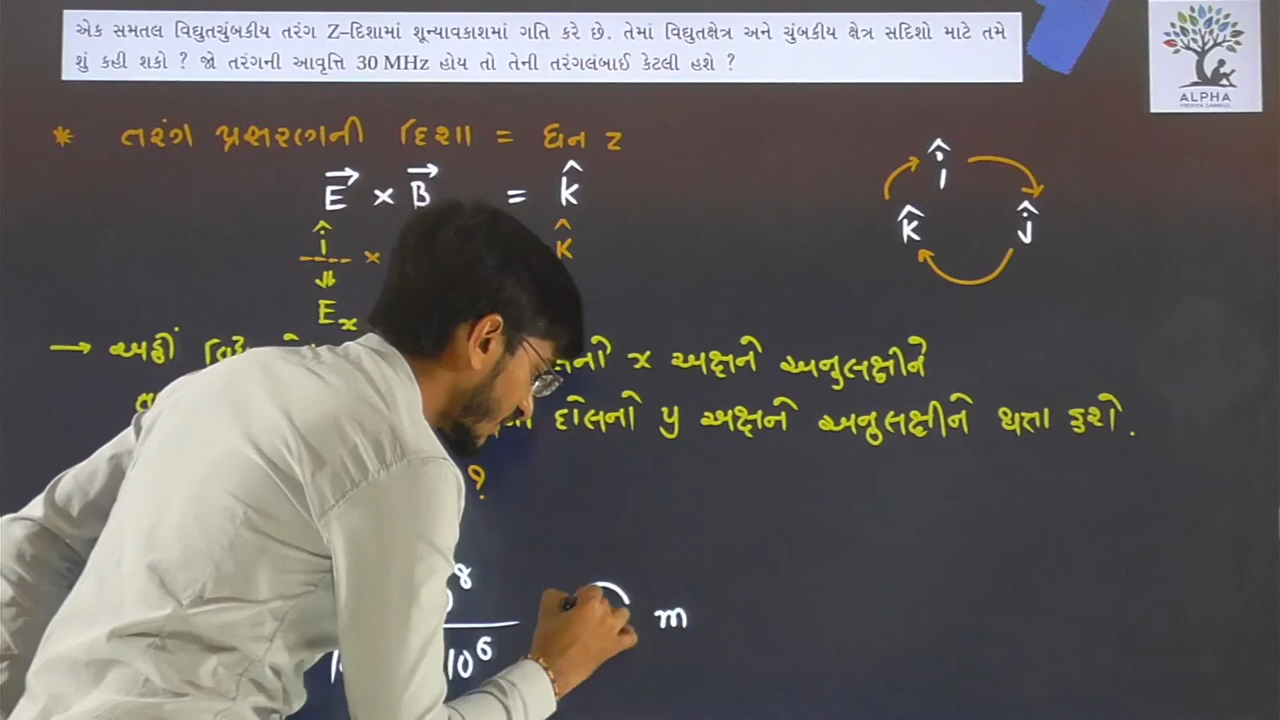 એક સમતલ વિદ્યુતચુંબકીય તરંગ Z–દિશામાં શૂન્યાવકાશમાં ગતિ કરે છે. તેમાં વિદ્યુતક્ષેત્ર અને ચુંબકીય ક્ષેત્ર સદિશો માટે તમે
શું કહી શકો ? જો તરંગની આવૃત્તિ 30 MHz હોય તો તેની તરંગલંબાઈ કેટલી હશે ?
ALPHA
* તરંગ પ્રસરણની દિશા = ધન z
E⃗ × B⃗ = k̂
î × k̂
⇓
Eₓ
î
k̂ ĵ
→ અહીં x અક્ષને અનુલક્ષીને
દોલનો y અક્ષને અનુલક્ષીને થતા હશે.
?
8
10⁶ m